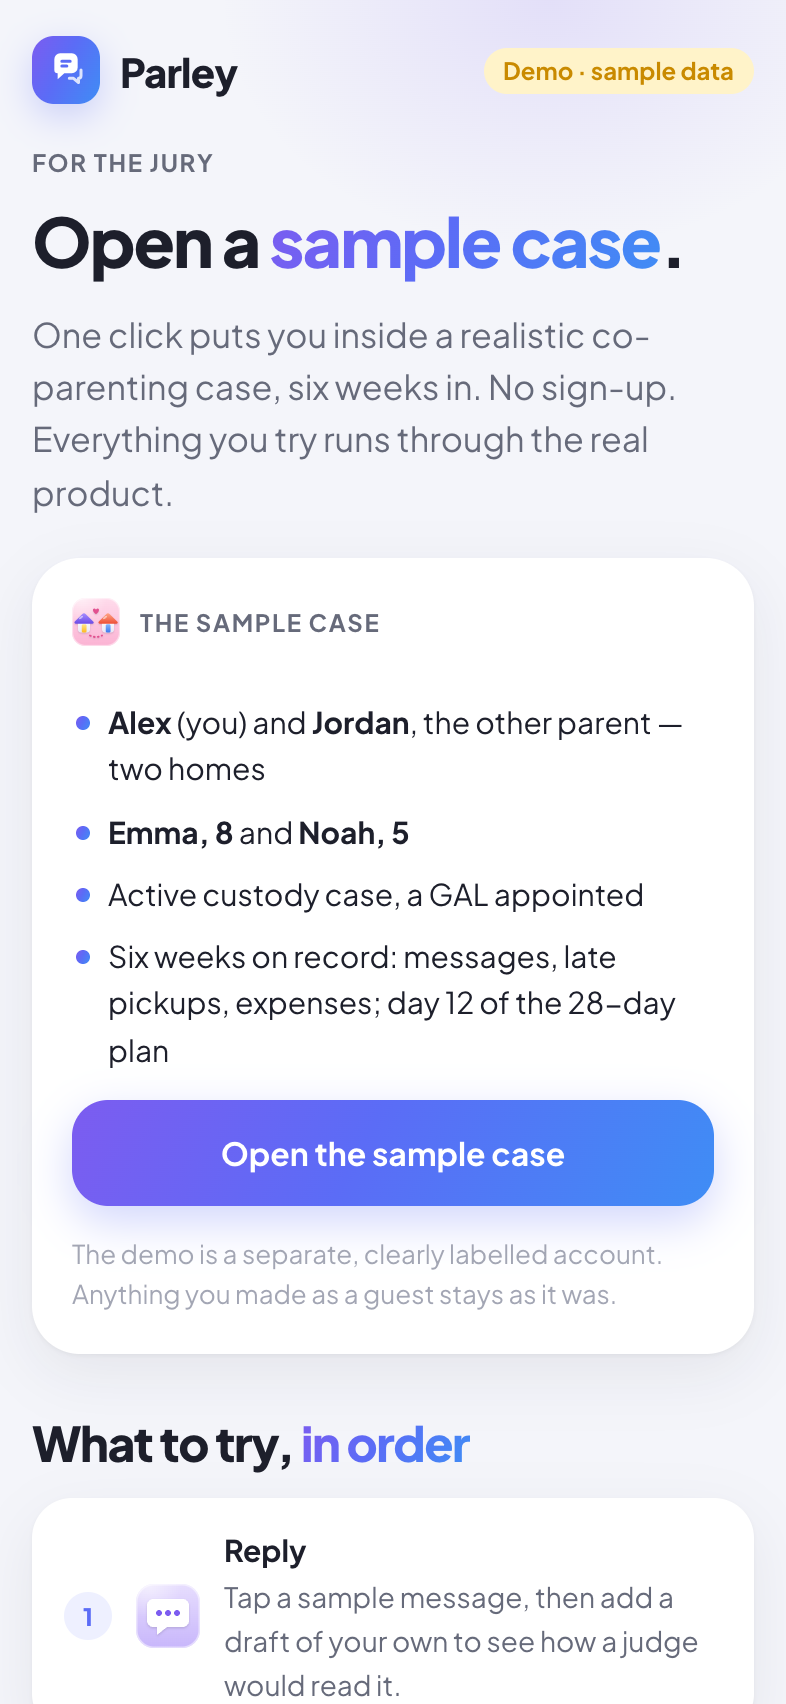 Parley
Demo · sample data
FOR THE JURY
Open a sample case.
One click puts you inside a realistic co-
parenting case, six weeks in. No sign-up.
Everything you try runs through the real
product.
THE SAMPLE CASE
Alex (you) and Jordan, the other parent —
two homes
Emma, 8 and Noah, 5
Active custody case, a GAL appointed
Six weeks on record: messages, late
pickups, expenses; day 12 of the 28-day
plan
Open the sample case
The demo is a separate, clearly labelled account.
Anything you made as a guest stays as it was.
What to try, in order
1
Reply
Tap a sample message, then add a
draft of your own to see how a judge
would read it.